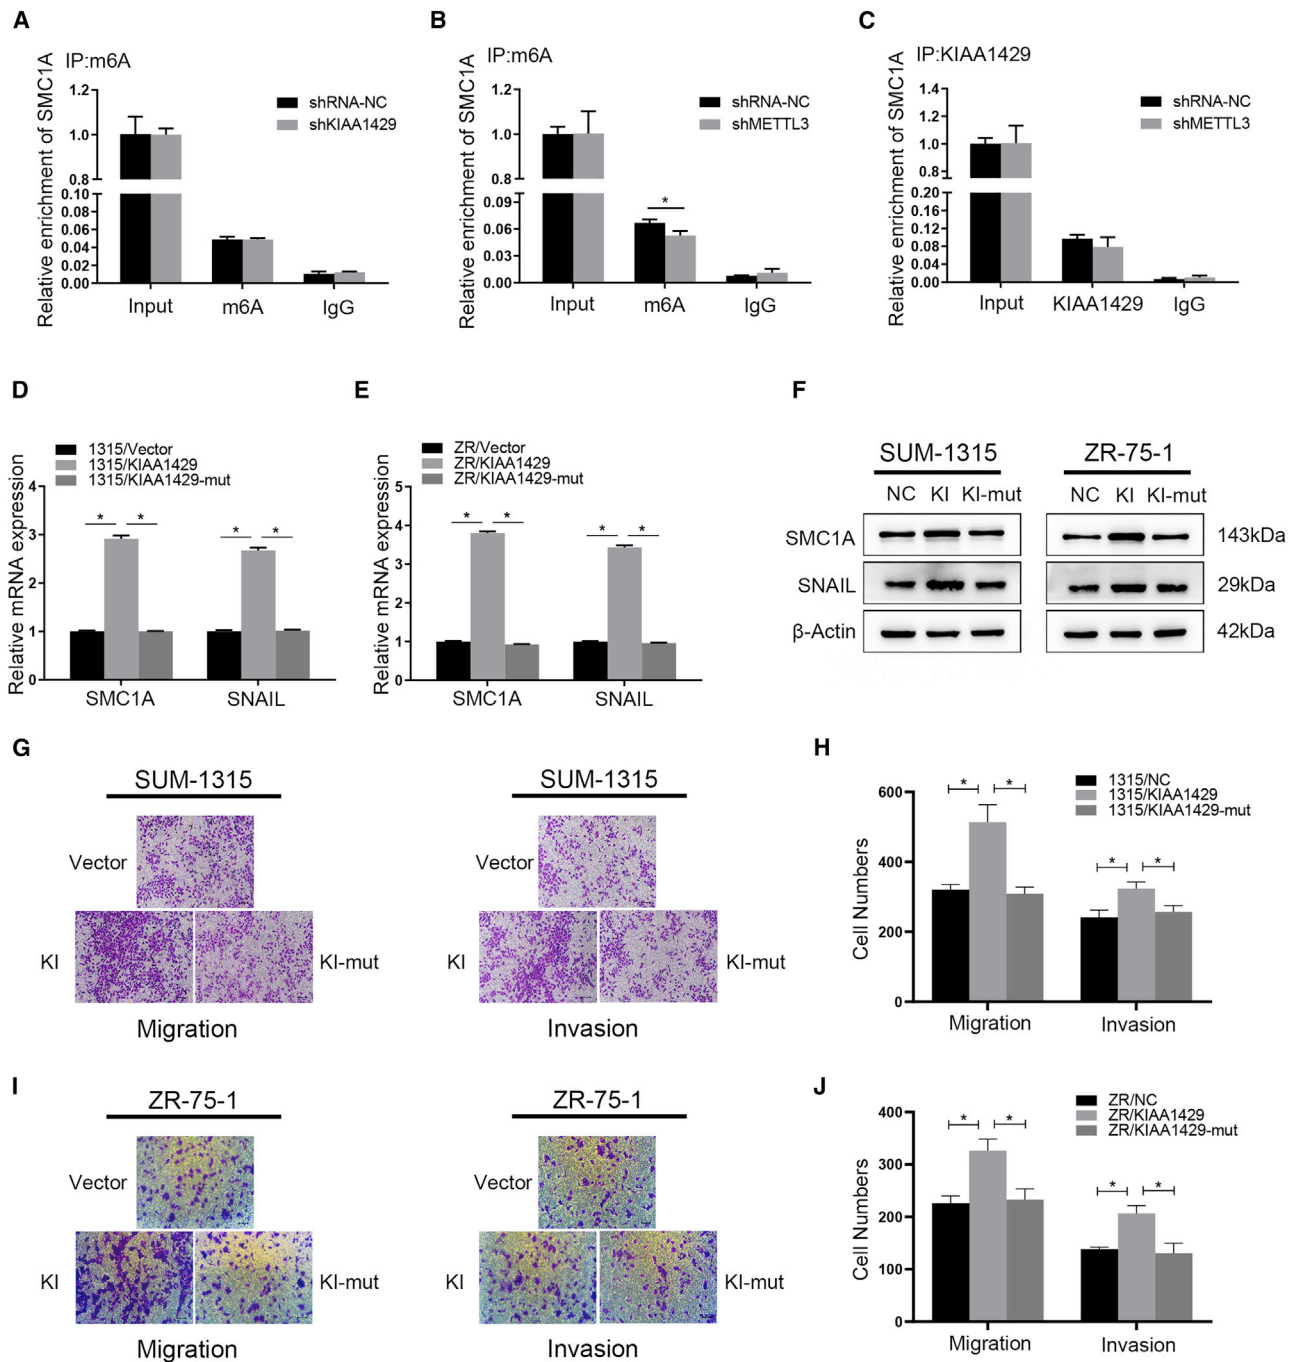 A
IP:m6A
Relative enrichment of SMC1A
shRNA-NC
shKIAA1429
1.2
1.0
0.8
0.10
0.08
0.06
0.04
0.02
0.00
Input
m6A
IgG
B
IP:m6A
Relative enrichment of SMC1A
shRNA-NC
shMETTL3
1.2
1.0
0.8
0.09
0.06
0.03
0.00
*
Input
m6A
IgG
C
IP:KIAA1429
Relative enrichment of SMC1A
shRNA-NC
shMETTL3
1.4
1.2
1.0
0.8
0.20
0.16
0.12
0.08
0.04
0.00
Input
KIAA1429
IgG
D
1315/Vector
1315/KIAA1429
1315/KIAA1429-mut
Relative mRNA expression
4
3
2
1
0
* * * *
SMC1A
SNAIL
E
ZR/Vector
ZR/KIAA1429
ZR/KIAA1429-mut
Relative mRNA expression
5
4
3
2
1
0
* * * *
SMC1A
SNAIL
F
SUM-1315
ZR-75-1
NC KI KI-mut
NC KI KI-mut
SMC1A
143kDa
SNAIL
29kDa
β-Actin
42kDa
G
SUM-1315
Vector
KI
KI-mut
Migration
SUM-1315
Vector
KI
KI-mut
Invasion
H
1315/NC
1315/KIAA1429
1315/KIAA1429-mut
Cell Numbers
600
400
200
0
* * * *
Migration
Invasion
I
ZR-75-1
Vector
KI
KI-mut
Migration
ZR-75-1
Vector
KI
KI-mut
Invasion
J
ZR/NC
ZR/KIAA1429
ZR/KIAA1429-mut
Cell Numbers
400
300
200
100
0
* * * *
Migration
Invasion